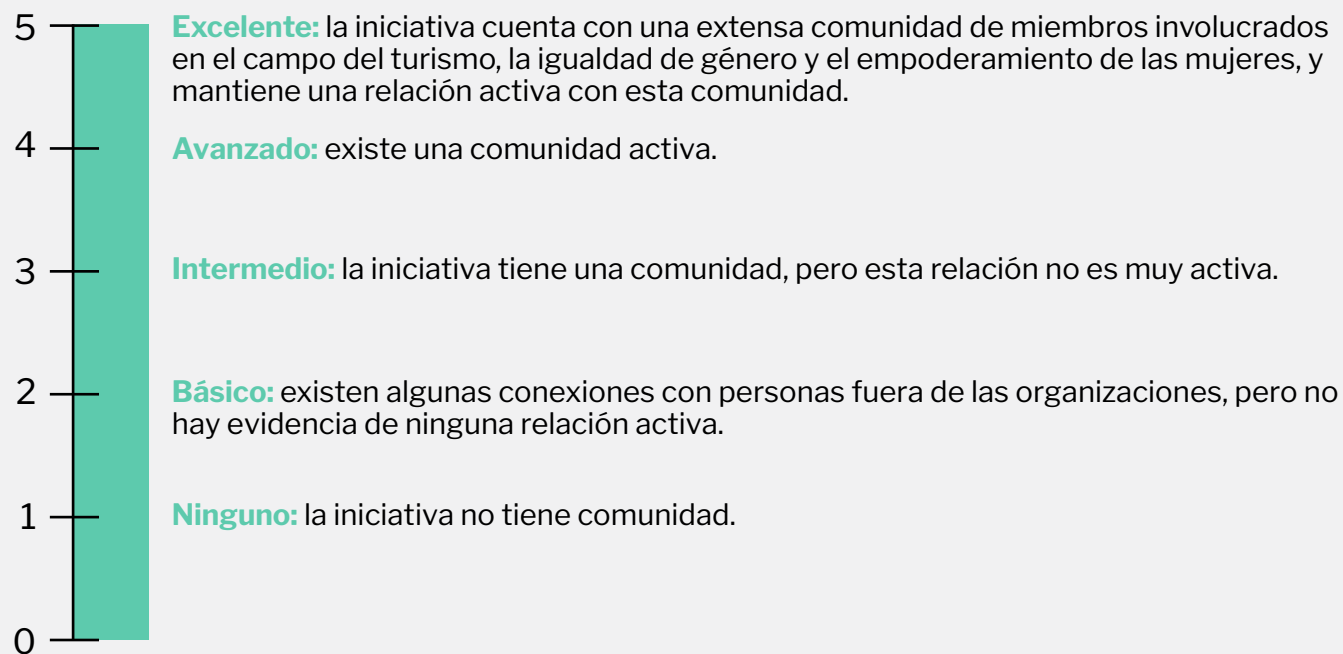 5 Excelente: la iniciativa cuenta con una extensa comunidad de miembros involucrados
en el campo del turismo, la igualdad de género y el empoderamiento de las mujeres, y
mantiene una relación activa con esta comunidad.
4 Avanzado: existe una comunidad activa.
3 Intermedio: la iniciativa tiene una comunidad, pero esta relación no es muy activa.
2 Básico: existen algunas conexiones con personas fuera de las organizaciones, pero no
hay evidencia de ninguna relación activa.
1 Ninguno: la iniciativa no tiene comunidad.
0